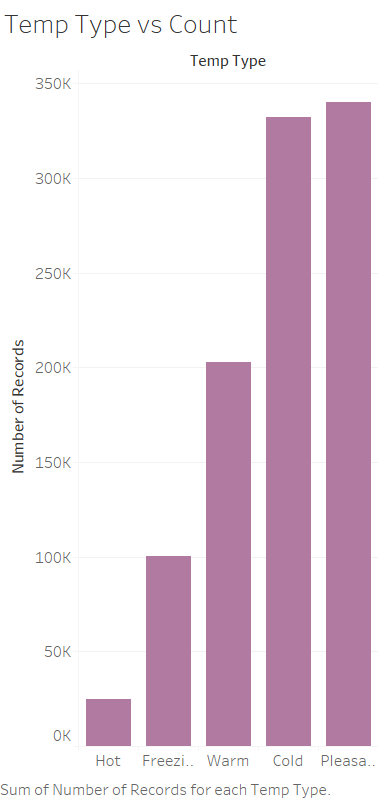 Temp Type vs Count
Temp Type
350K
300K
250K
200K
150K
100K
50K
0K
Number of Records
Hot Freezi.. Warm Cold Pleasa..
Sum of Number of Records for each Temp Type.